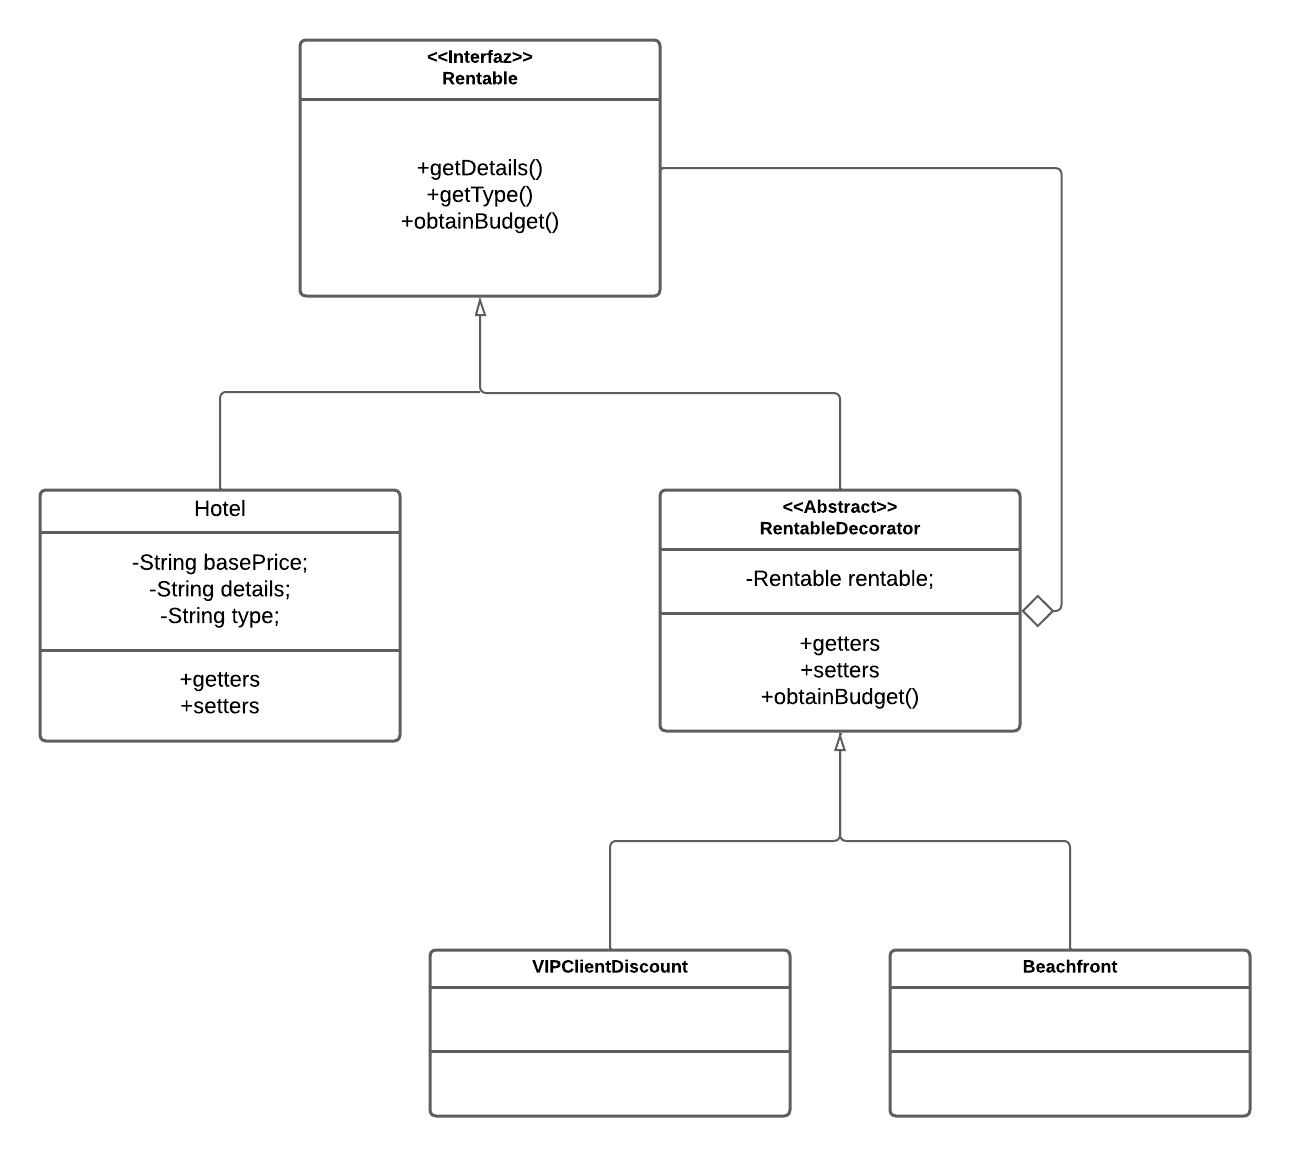 <<Interfaz>>
Rentable
+getDetails()
+getType()
+obtainBudget()
Hotel
-String basePrice;
-String details;
-String type;
+getters
+setters
<<Abstract>>
RentableDecorator
-Rentable rentable;
+getters
+setters
+obtainBudget()
VIPClientDiscount
Beachfront